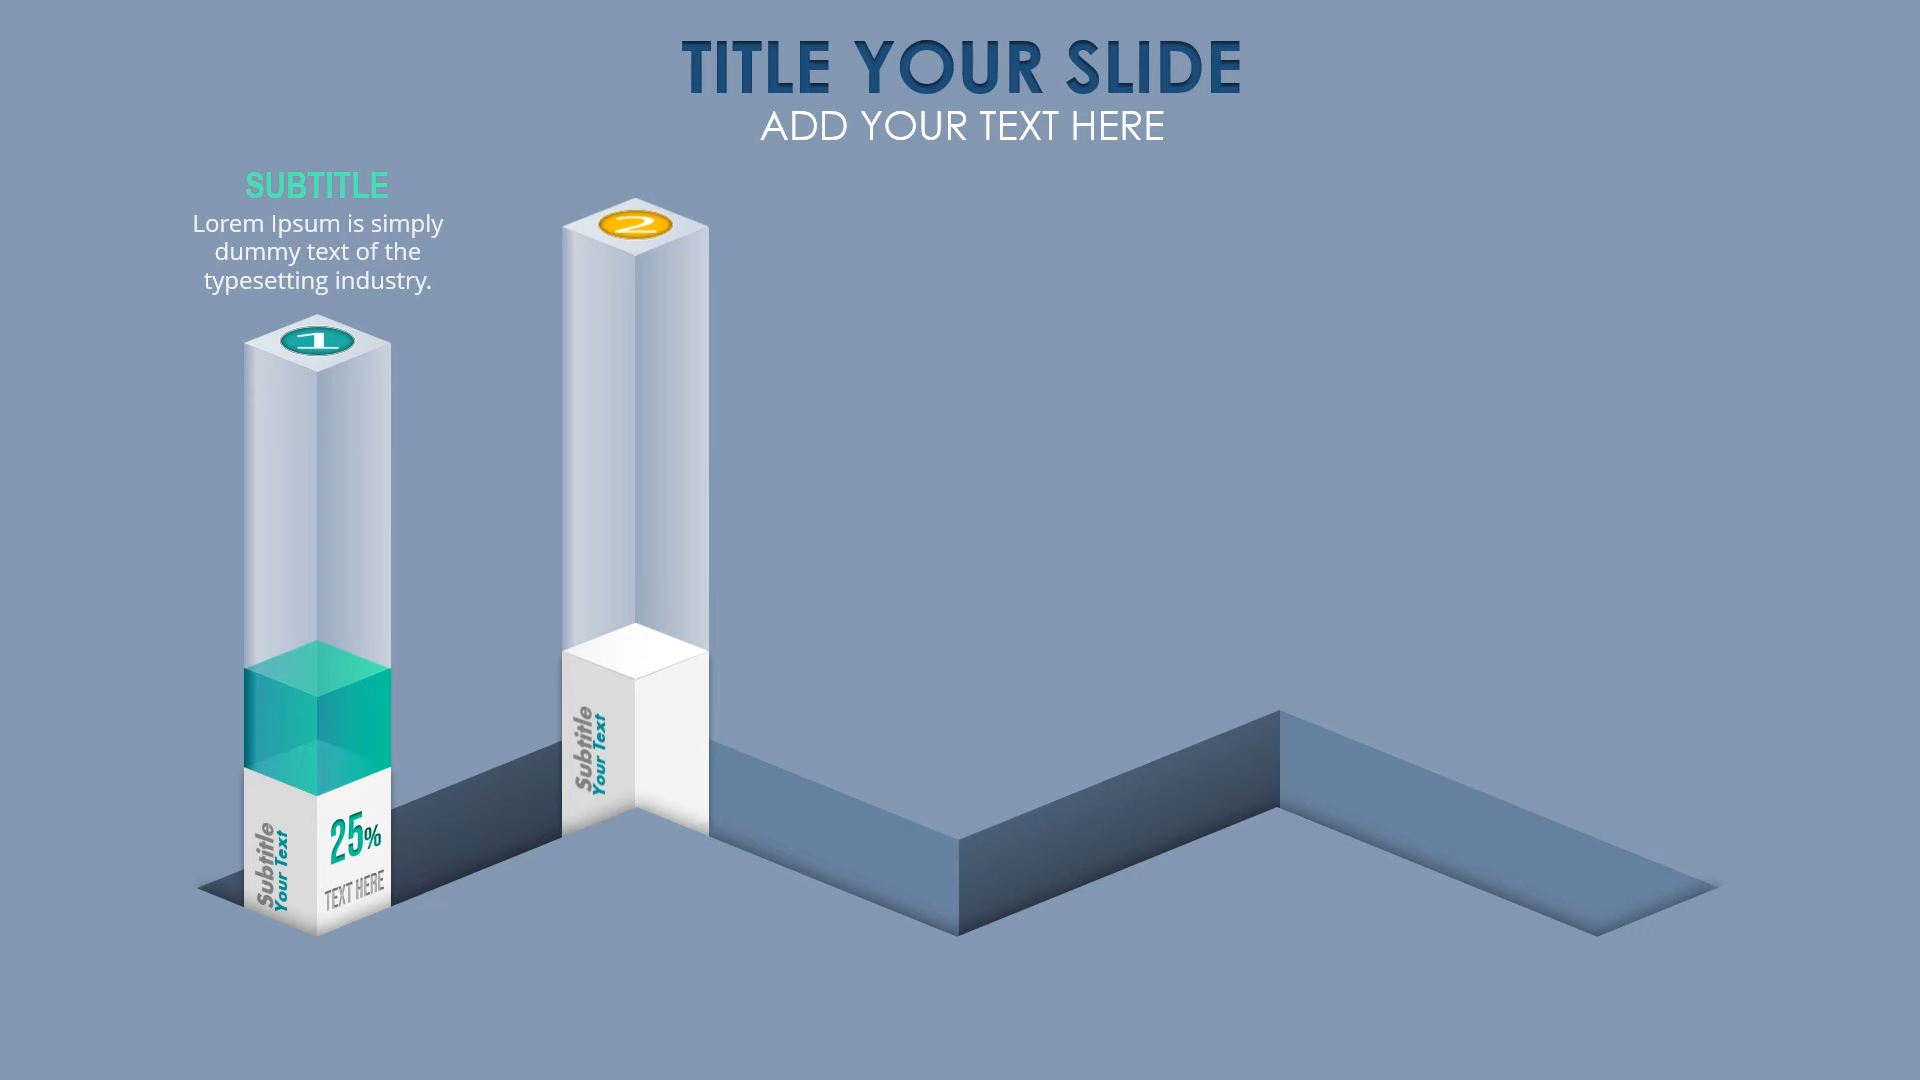 TITLE YOUR SLIDE
ADD YOUR TEXT HERE
SUBTITLE
Lorem Ipsum is simply
dummy text of the
typesetting industry.
1
2
Subtitle
Your Text
25%
TEXT HERE
Subtitle
Your Text